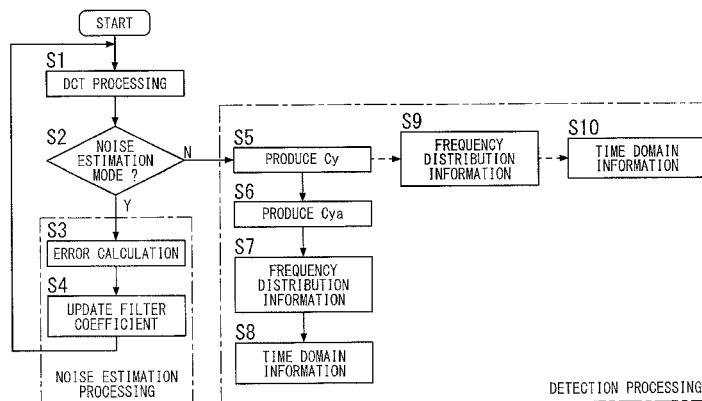 START
S1
DCT PROCESSING
S2
NOISE
ESTIMATION
MODE ?
N
Y
S3
ERROR CALCULATION
S4
UPDATE FILTER
COEFFICIENT
NOISE ESTIMATION
PROCESSING
S5
PRODUCE Cy
S6
PRODUCE Cya
S7
FREQUENCY
DISTRIBUTION
INFORMATION
S8
TIME DOMAIN
INFORMATION
S9
FREQUENCY
DISTRIBUTION
INFORMATION
S10
TIME DOMAIN
INFORMATION
DETECTION PROCESSING